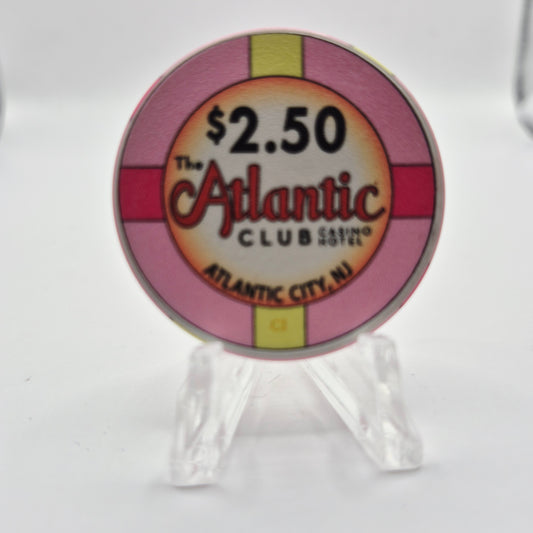 $2.50
The
Atlantic
CLUB CASINO HOTEL
ATLANTIC CITY, NJ